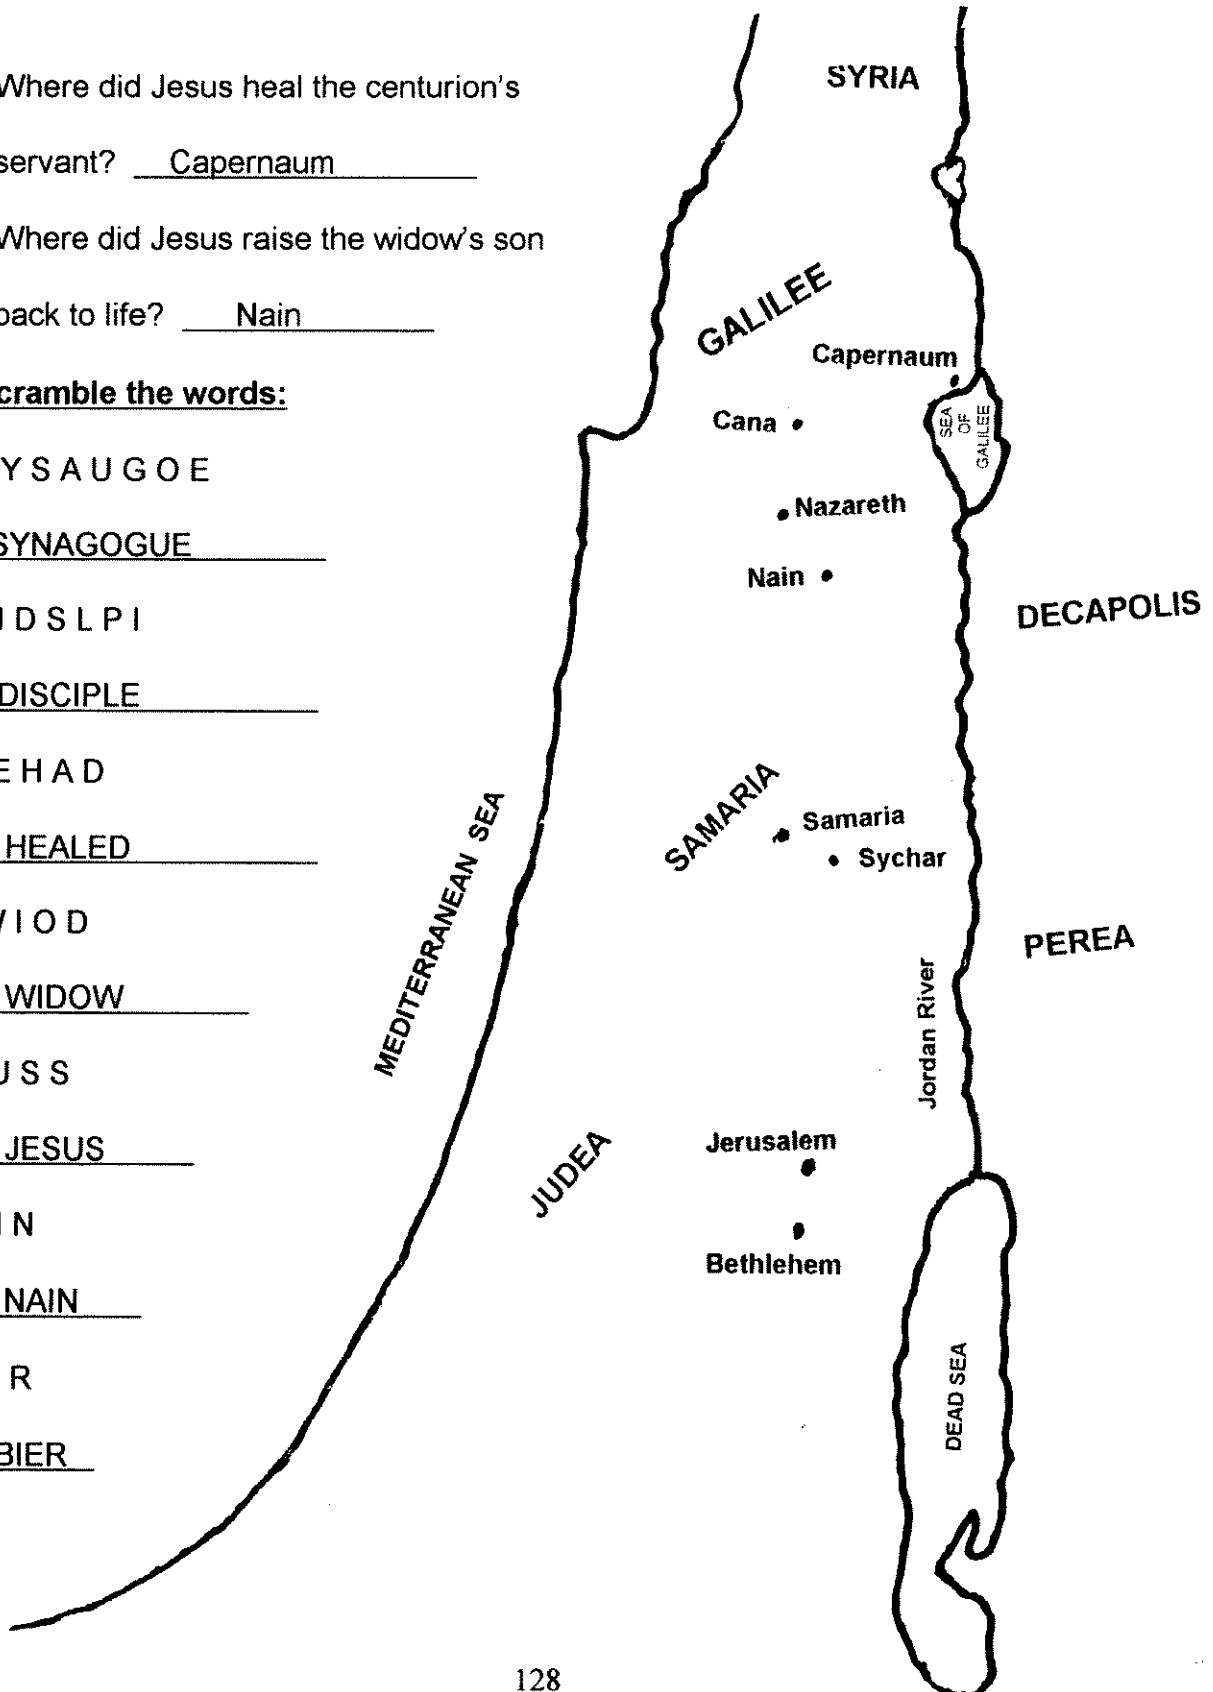 Where did Jesus heal the centurion's
servant? Capernaum
Where did Jesus raise the widow's son
back to life? Nain
cramble the words:
Y S A U G O E
SYNAGOGUE
I D S L P I
DISCIPLE
E H A D
HEALED
I O D
WIDOW
U S S
JESUS
I N
NAIN
R
BIER
SYRIA
GALILEE
Capernaum
Cana
SEA
OF
GALILEE
Nazareth
Nain
DECAPOLIS
SAMARIA
Samaria
Sychar
MEDITERRANEAN SEA
PEREA
Jordan River
JUDEA
Jerusalem
Bethlehem
DEAD SEA
128